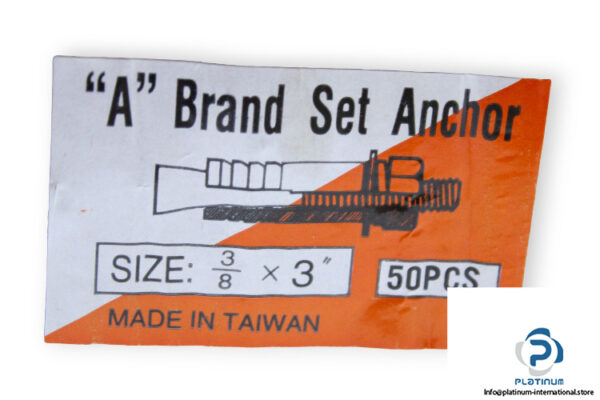 “A” Brand Set Anchor
SIZE: 3/8 × 3″
50PCS
MADE IN TAIWAN
PLATINUM
Info@platinum-international.store